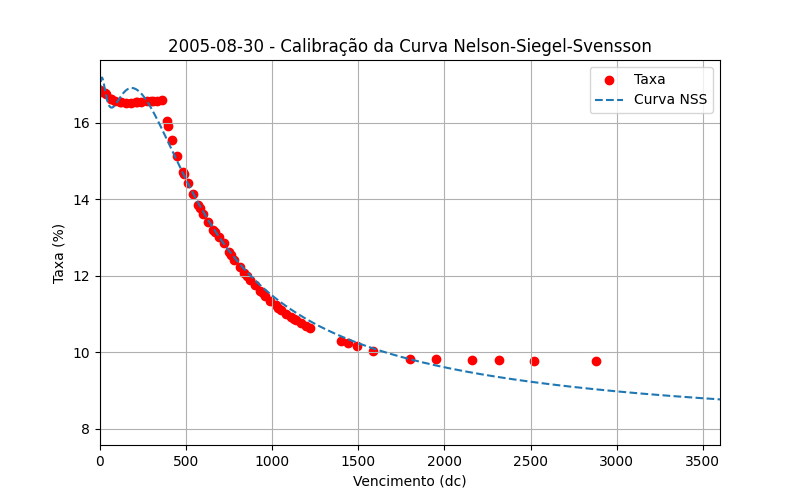 2005-08-30 - Calibração da Curva Nelson-Siegel-Svensson
Taxa
Curva NSS
Taxa (%)
16
14
12
10
8
0 500 1000 1500 2000 2500 3000 3500
Vencimento (dc)